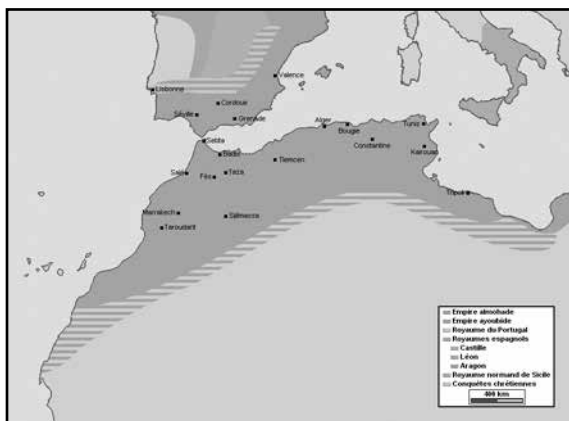 Lisbonne
Valence
Cordoue
Séville
Grenade
Sebta
Badis
Alger
Bougie
Tunis
Constantine
Kairouan
Tlemcen
Salé
Fès
Taza
Tripoli
Marrakech
Sijilmassa
Taroudant
Empire almohade
Empire ayoubide
Royaume du Portugal
Royaumes espagnols
Castille
Léon
Aragon
Royaume normand de Sicile
Conquêtes chrétiennes
400 km